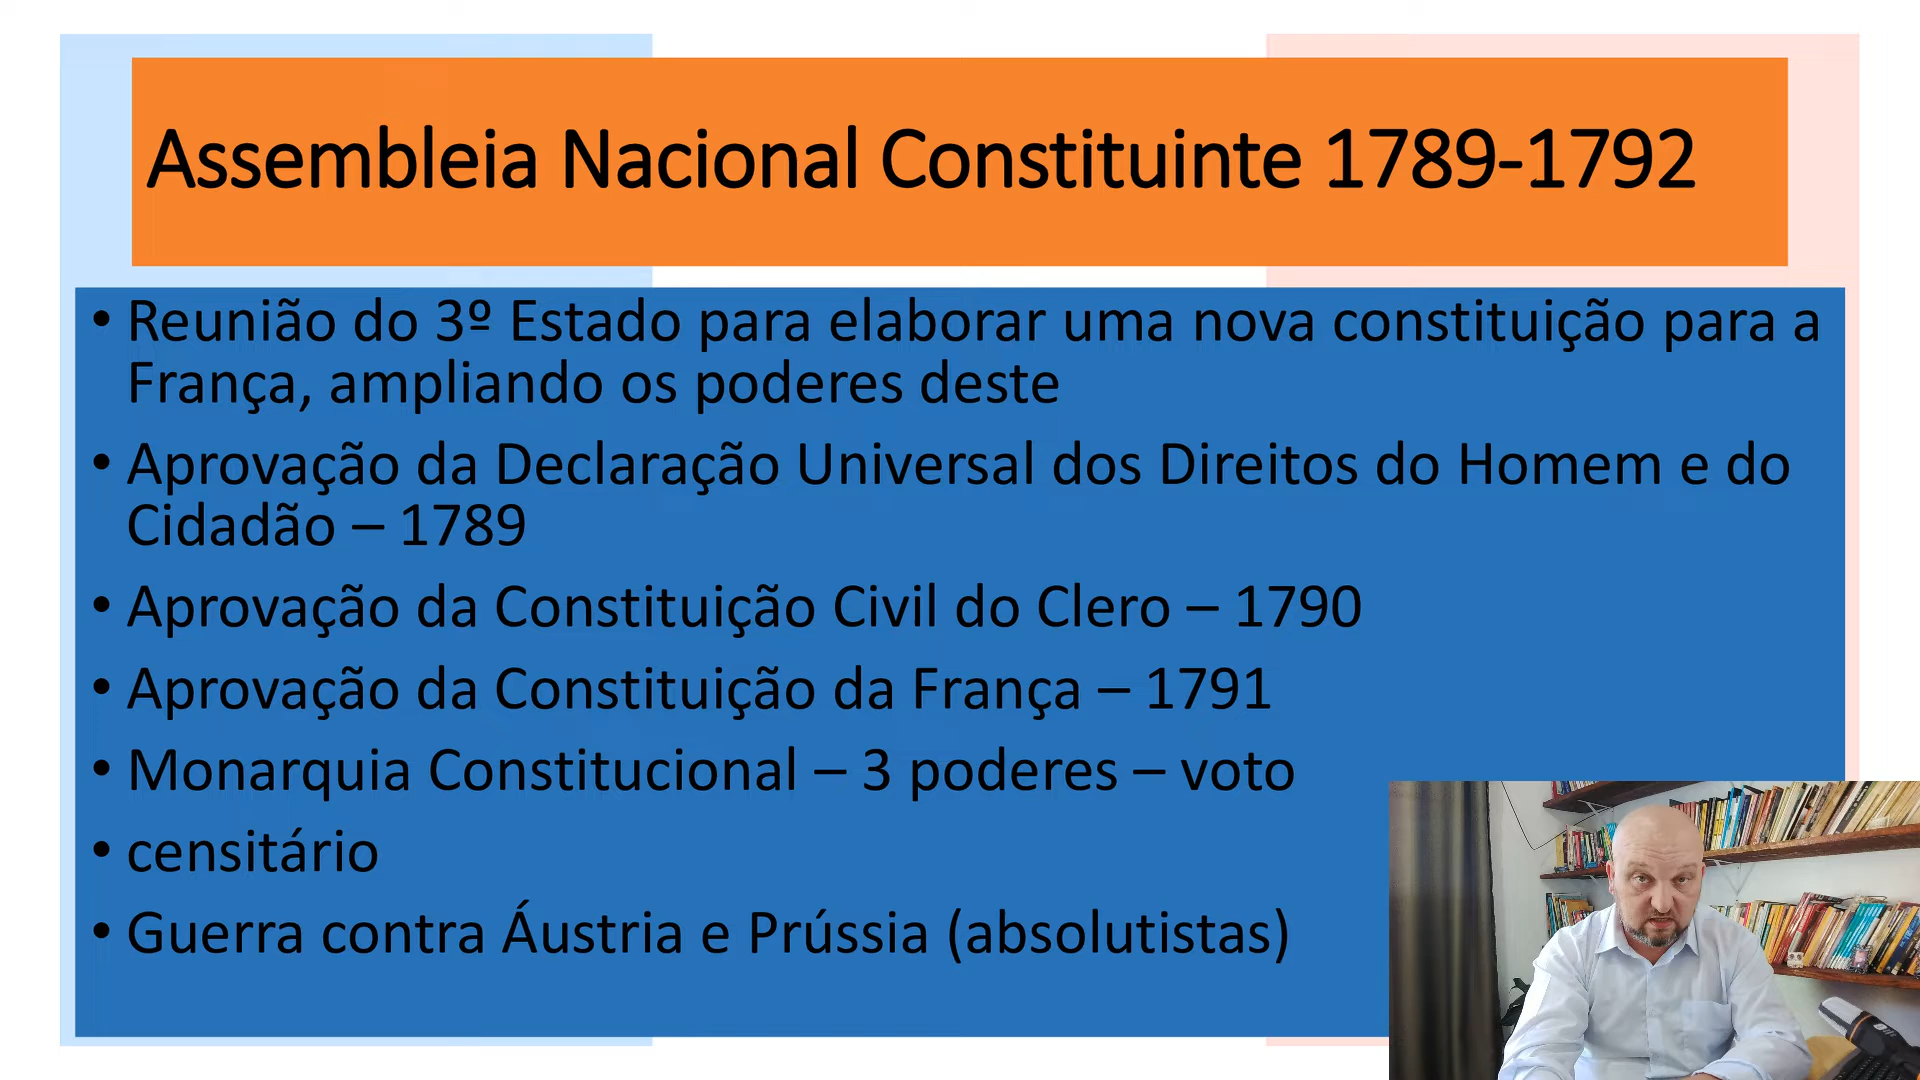 Assembleia Nacional Constituinte 1789-1792
• Reunião do 3º Estado para elaborar uma nova constituição para a
França, ampliando os poderes deste
• Aprovação da Declaração Universal dos Direitos do Homem e do
Cidadão – 1789
• Aprovação da Constituição Civil do Clero – 1790
• Aprovação da Constituição da França – 1791
• Monarquia Constitucional – 3 poderes – voto
• censitário
• Guerra contra Áustria e Prússia (absolutistas)